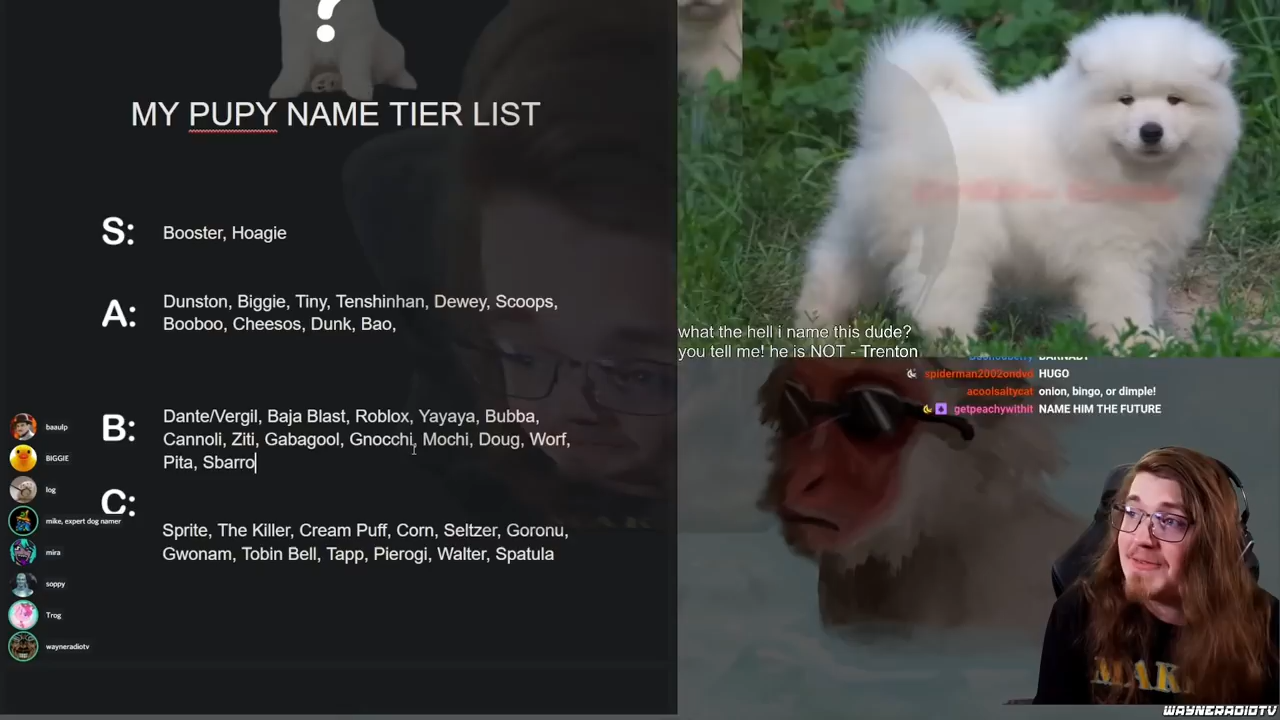 ?
MY PUPY NAME TIER LIST
S:
Booster, Hoagie
A:
Dunston, Biggie, Tiny, Tenshinhan, Dewey, Scoops,
Booboo, Cheesos, Dunk, Bao,
B:
Dante/Vergil, Baja Blast, Roblox, Yayaya, Bubba,
Cannoli, Ziti, Gabagool, Gnocchi, Mochi, Doug, Worf,
Pita, Sbarro
C:
Sprite, The Killer, Cream Puff, Corn, Seltzer, Goronu,
Gwonam, Tobin Bell, Tapp, Pierogi, Walter, Spatula
baaulp
BIGGIE
log
mike, expert dog namer
mira
soppy
Trog
wayneradiotv
what the hell i name this dude?
you tell me! he is NOT - Trenton
BARNABY
spiderman2002ondvd HUGO
acoolsaltycat onion, bingo, or dimple!
getpeachywithit NAME HIM THE FUTURE
MAK
WAYNERADIOTV